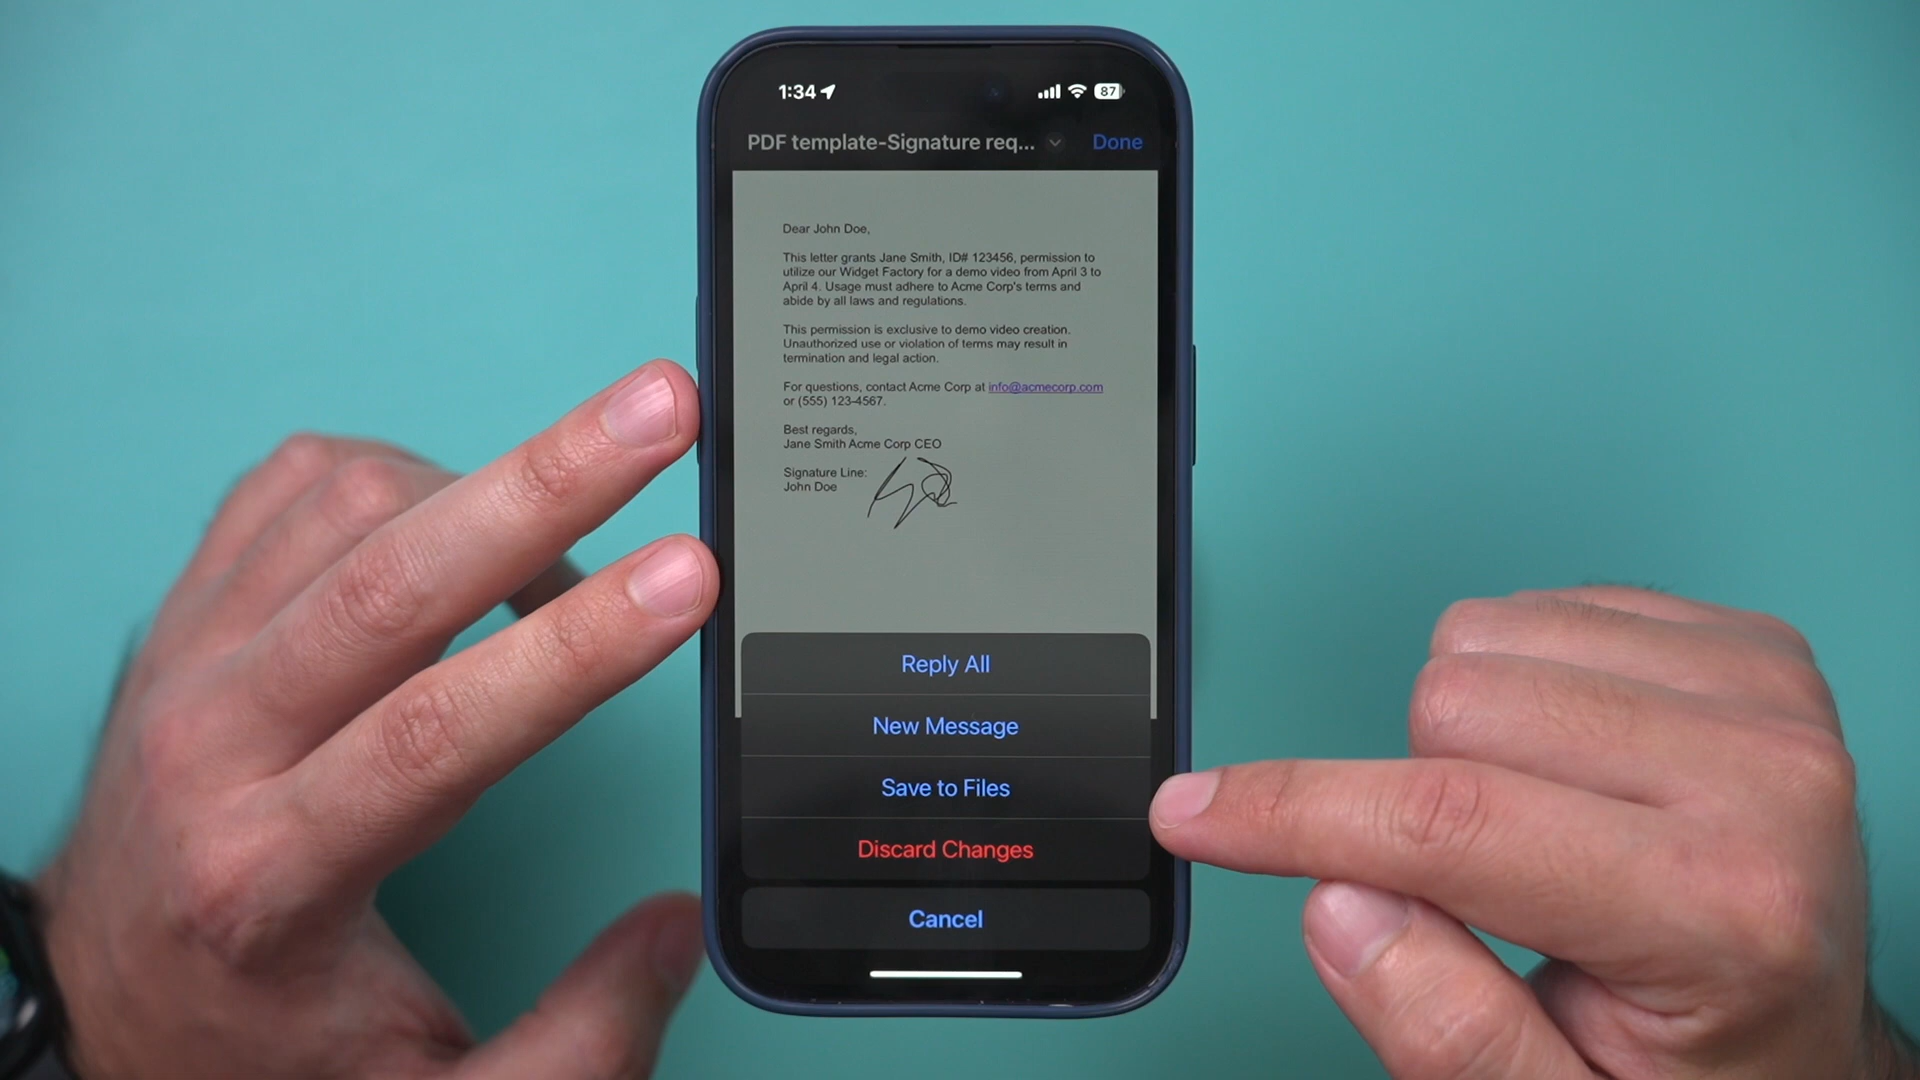 1:34
87
PDF template-Signature req...
Done
Dear John Doe,
This letter grants Jane Smith, ID# 123456, permission to
utilize our Widget Factory for a demo video from April 3 to
April 4. Usage must adhere to Acme Corp's terms and
abide by all laws and regulations.
This permission is exclusive to demo video creation.
Unauthorized use or violation of terms may result in
termination and legal action.
For questions, contact Acme Corp at info@acmecorp.com
or (555) 123-4567.
Best regards,
Jane Smith Acme Corp CEO
Signature Line:
John Doe
Reply All
New Message
Save to Files
Discard Changes
Cancel